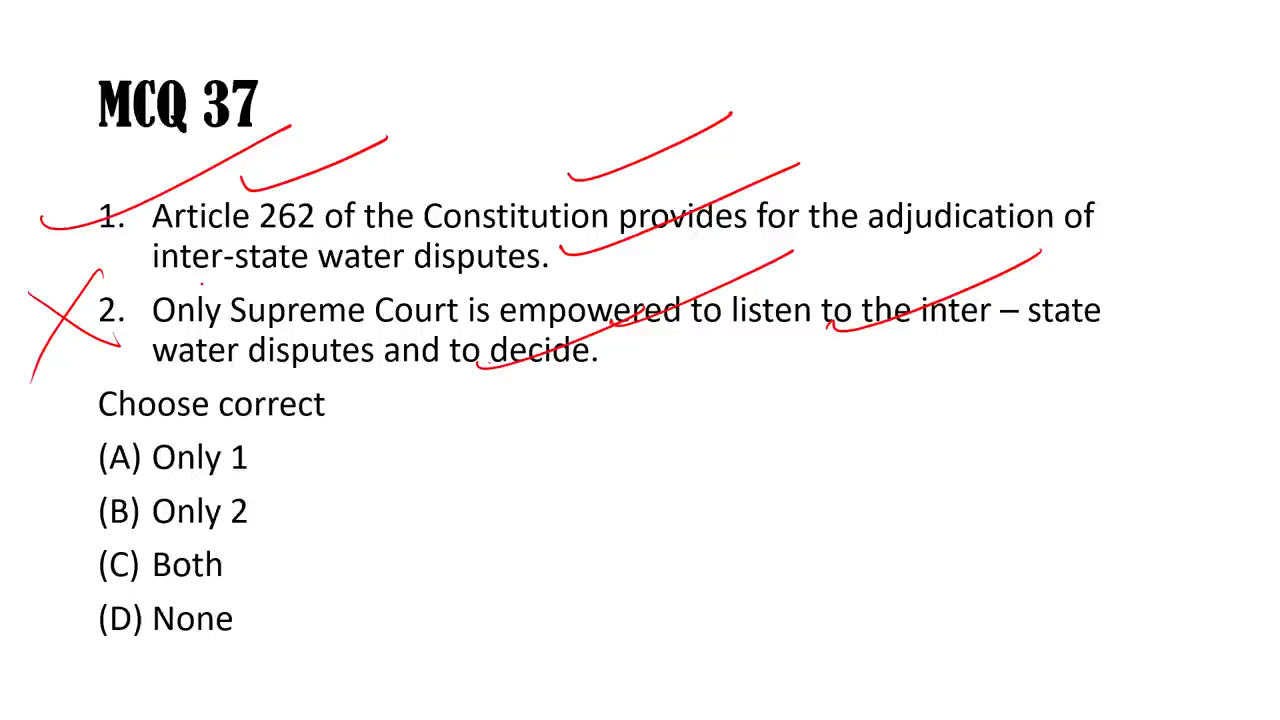 MCQ 37
1. Article 262 of the Constitution provides for the adjudication of
inter-state water disputes.
2. Only Supreme Court is empowered to listen to the inter – state
water disputes and to decide.
Choose correct
(A) Only 1
(B) Only 2
(C) Both
(D) None